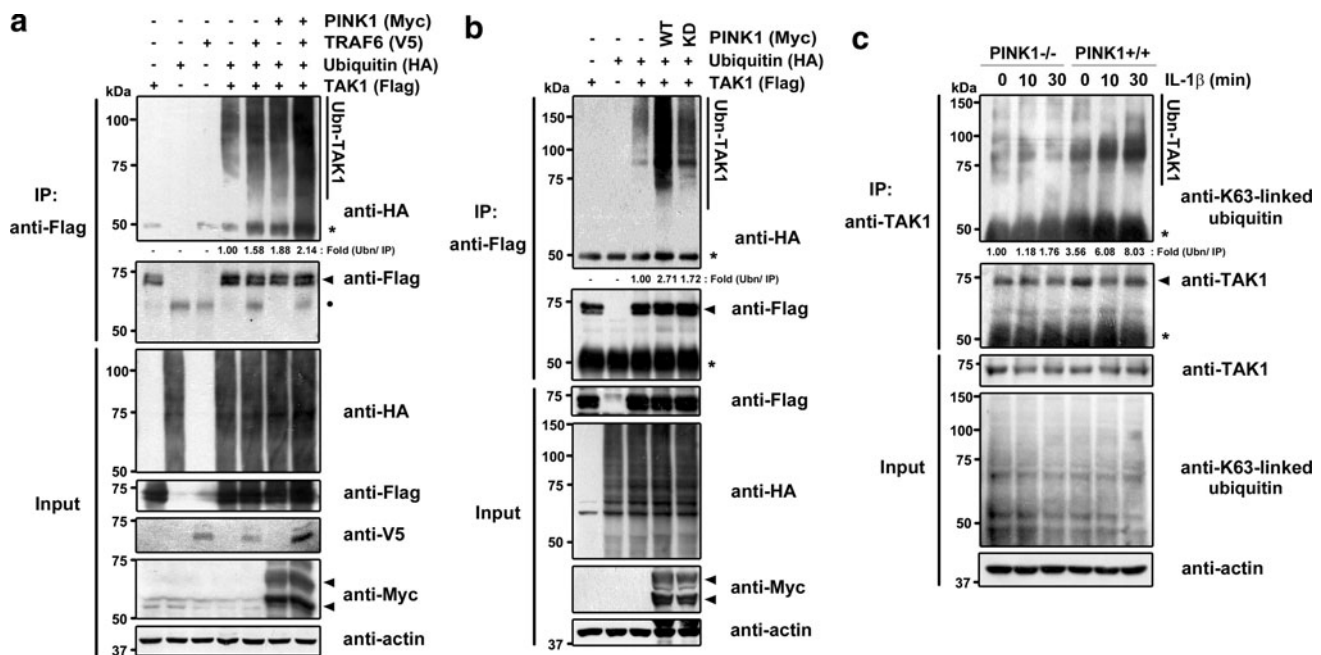 a
- - - - - + + PINK1 (Myc)
- - + - + - + TRAF6 (V5)
- + - + + + + Ubiquitin (HA)
+ - - + + + + TAK1 (Flag)
kDa
100
75
50
Ubn-TAK1
IP:
anti-Flag
anti-HA
*
- - - 1.00 1.58 1.88 2.14 : Fold (Ubn/ IP)
75
50
anti-Flag
•
Input
100
75
50
anti-HA
75
anti-Flag
75
anti-V5
75
50
anti-Myc
37
anti-actin
b
- - - WT KD PINK1 (Myc)
- + + + + Ubiquitin (HA)
+ - + + + TAK1 (Flag)
kDa
150
100
75
50
Ubn-TAK1
IP:
anti-Flag
anti-HA
*
- - 1.00 2.71 1.72 : Fold (Ubn/ IP)
75
50
anti-Flag
*
Input
75
anti-Flag
150
100
75
50
anti-HA
anti-Myc
37
anti-actin
c
PINK1-/- PINK1+/+
0 10 30 0 10 30 IL-1β (min)
kDa
150
100
75
50
Ubn-TAK1
IP:
anti-TAK1
anti-K63-linked
ubiquitin
*
1.00 1.18 1.76 3.56 6.08 8.03 : Fold (Ubn/ IP)
75
50
anti-TAK1
*
Input
75
anti-TAK1
150
100
75
50
anti-K63-linked
ubiquitin
37
anti-actin